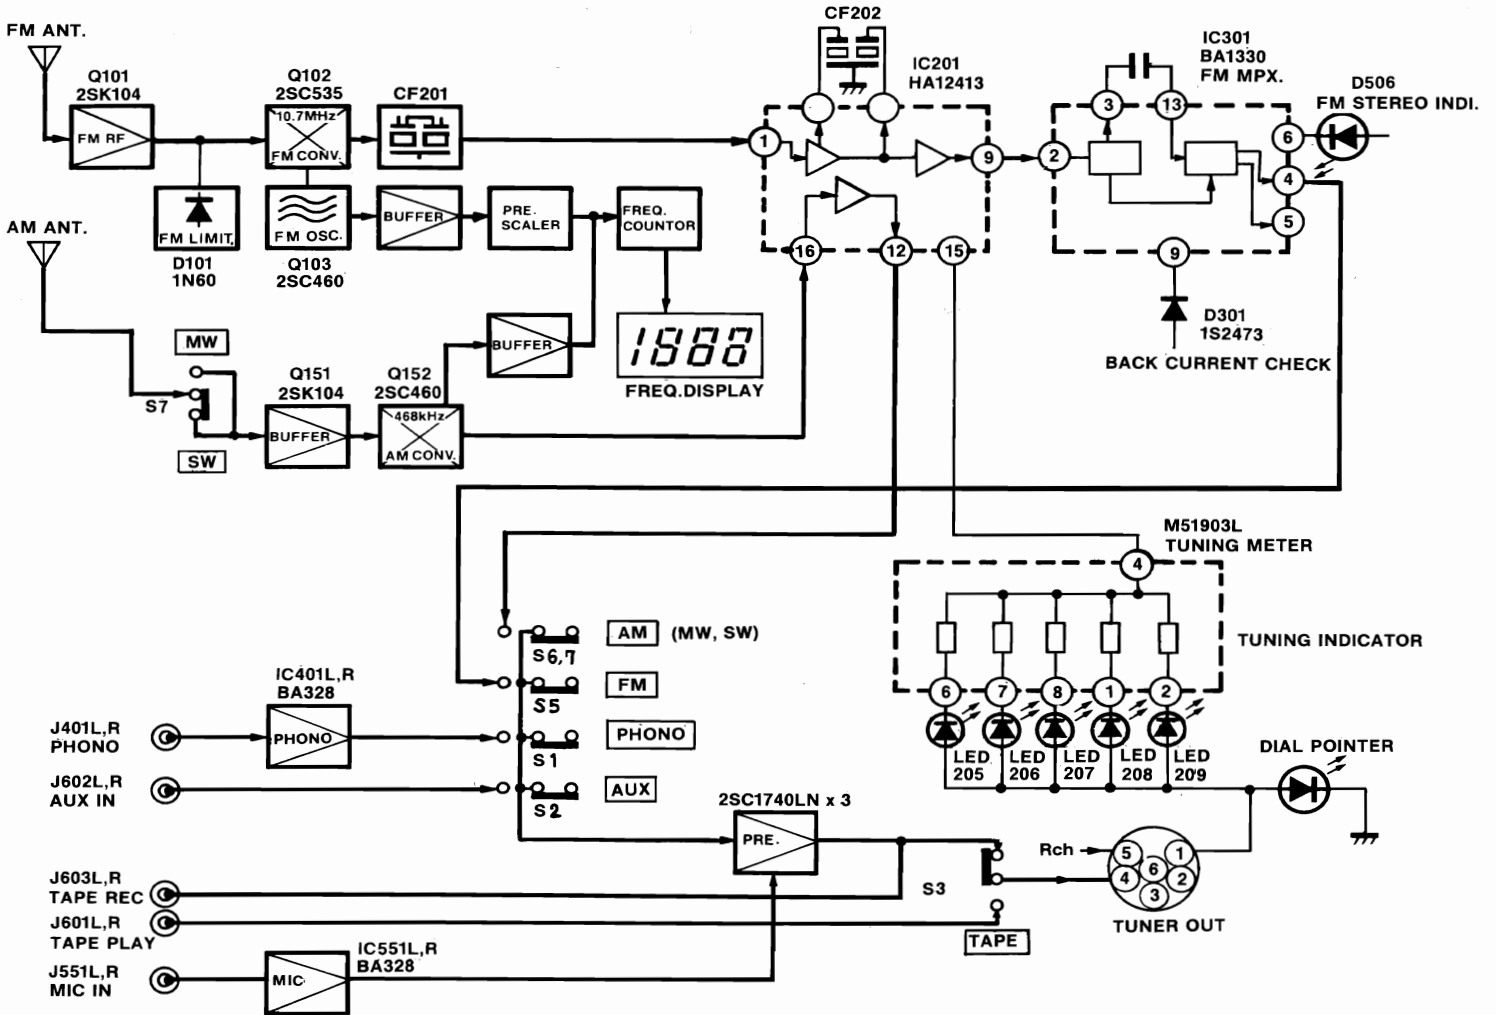 FM ANT.
Q101
2SK104
FM RF
Q102
2SC535
10.7MHz
FM CONV.
CF201
CF202
IC201
HA12413
1
9
16
12
15
IC301
BA1330
FM MPX.
3
13
2
6
4
5
9
D506
FM STEREO INDI.
FM LIMIT.
D101
1N60
FM OSC.
Q103
2SC460
BUFFER
PRE.
SCALER
FREQ.
COUNTOR
D301
1S2473
BACK CURRENT CHECK
AM ANT.
MW
S7
SW
Q151
2SK104
BUFFER
Q152
2SC460
468kHz
AM CONV.
BUFFER
1888
FREQ.DISPLAY
M51903L
TUNING METER
4
TUNING INDICATOR
6
7
8
1
2
LED
205
LED
206
LED
207
LED
208
LED
209
DIAL POINTER
AM
(MW, SW)
S6,7
FM
S5
PHONO
S1
AUX
S2
IC401L,R
BA328
J401L,R
PHONO
PHONO
J602L,R
AUX IN
2SC1740LN x 3
PRE.
J603L,R
TAPE REC
J601L,R
TAPE PLAY
S3
TAPE
J551L,R
MIC IN
MIC
IC551L,R
BA328
Rch
5
1
6
4
2
3
TUNER OUT